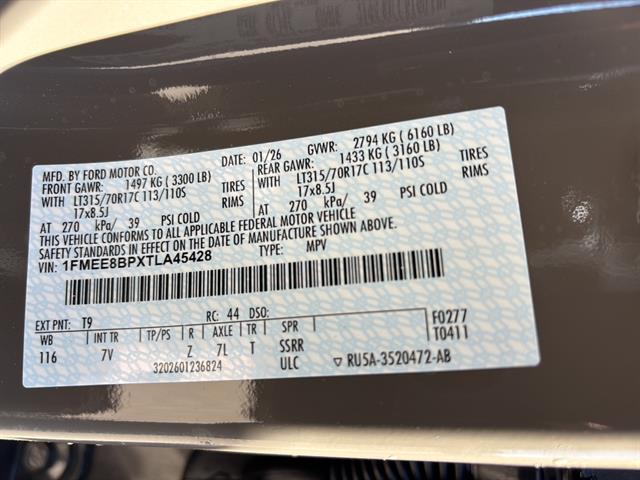 MFD. BY FORD MOTOR CO. DATE: 01/26 GVWR: 2794 KG ( 6160 LB)
FRONT GAWR: 1497 KG ( 3300 LB) REAR GAWR: 1433 KG ( 3160 LB)
WITH LT315/70R17C 113/110S TIRES WITH LT315/70R17C 113/110S TIRES
17x8.5J RIMS 17x8.5J RIMS
AT 270 kPa/ 39 PSI COLD AT 270 kPa/ 39 PSI COLD
THIS VEHICLE CONFORMS TO ALL APPLICABLE FEDERAL MOTOR VEHICLE
SAFETY STANDARDS IN EFFECT ON THE DATE OF MANUFACTURE SHOWN ABOVE.
VIN: 1FMEE8BPXTLA45428 TYPE: MPV
EXT PNT: T9 RC: 44 DSO: F0277
WB INT TR TP/PS R AXLE TR SPR T0411
116 7V Z 7L T SSRR
3202601236824 ULC ▽ RU5A-3520472-AB